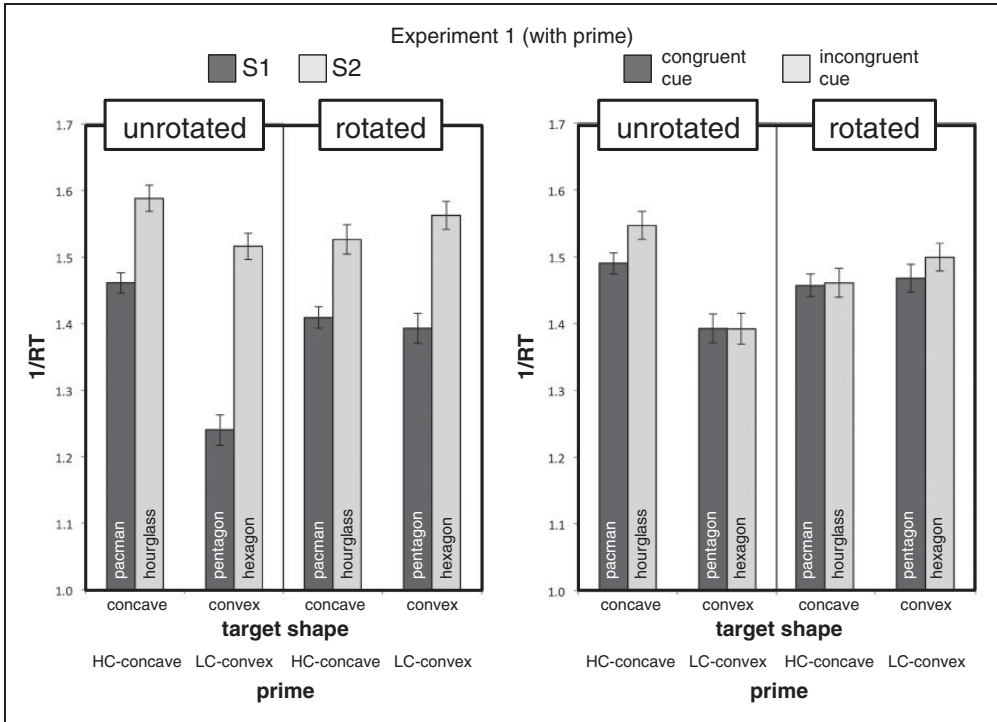 Experiment 1 (with prime)
S1 S2
congruent cue
incongruent cue
unrotated rotated
1/RT
1.7
1.6
1.5
1.4
1.3
1.2
1.1
1.0
pacman hourglass pentagon hexagon pacman hourglass pentagon hexagon
concave convex concave convex
target shape
HC-concave LC-convex HC-concave LC-convex
prime
unrotated rotated
1/RT
1.7
1.6
1.5
1.4
1.3
1.2
1.1
1.0
pacman hourglass pentagon hexagon pacman hourglass pentagon hexagon
concave convex concave convex
target shape
HC-concave LC-convex HC-concave LC-convex
prime